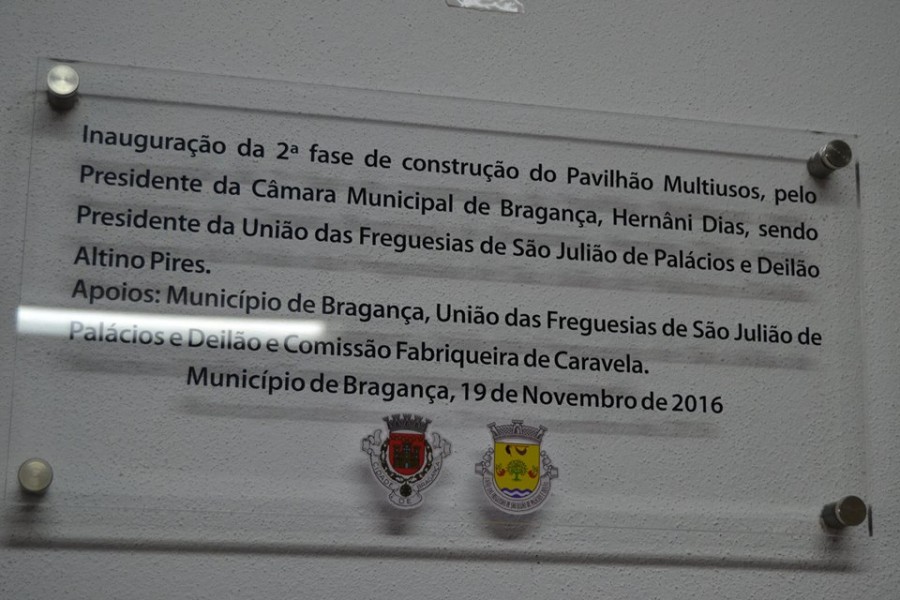 Inauguração da 2ª fase de construção do Pavilhão Multiusos, pelo
Presidente da Câmara Municipal de Bragança, Hernâni Dias, sendo
Presidente da União das Freguesias de São Julião de Palácios e Deilão
Altino Pires.
Apoios: Município de Bragança, União das Freguesias de São Julião de
Palácios e Deilão e Comissão Fabriqueira de Caravela.
Município de Bragança, 19 de Novembro de 2016
CIDADE DE BRAGANÇA